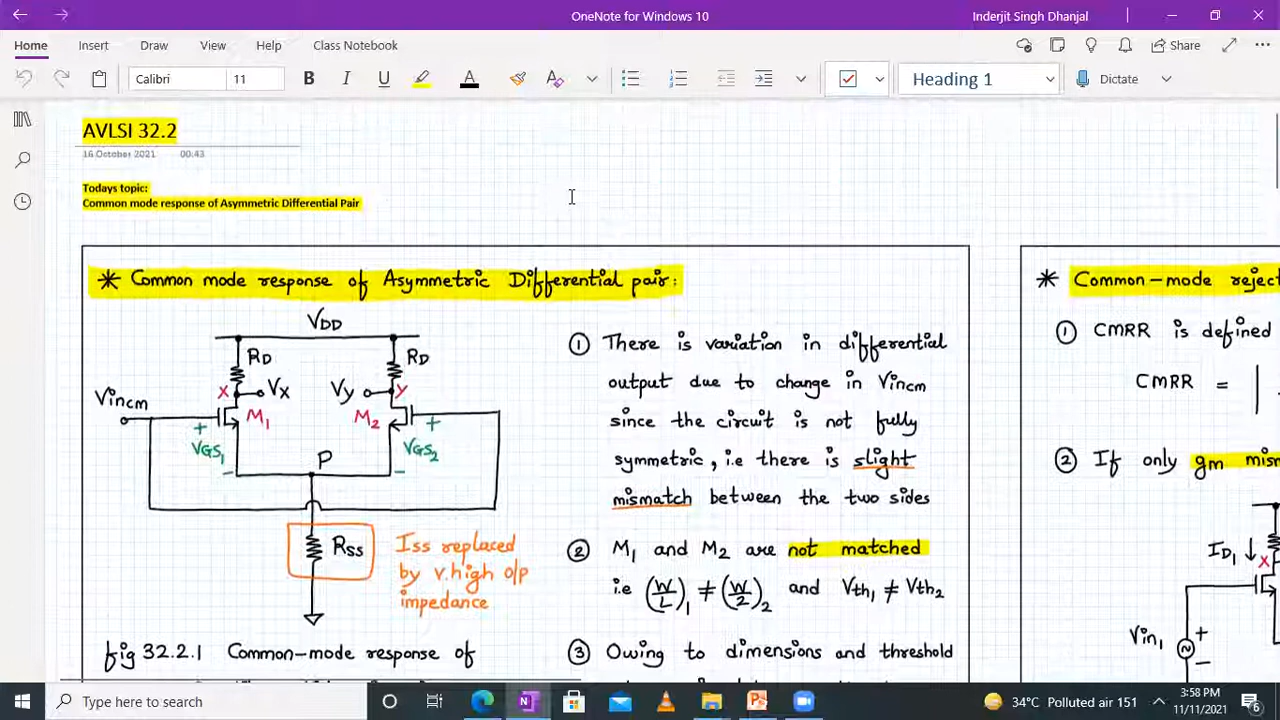 OneNote for Windows 10
Inderjit Singh Dhanjal
Home Insert Draw View Help Class Notebook
Share
Calibri 11 B I U A Heading 1 Dictate
AVLSI 32.2
16 October 2021 00:43
Todays topic:
Common mode response of Asymmetric Differential Pair
* Common mode response of Asymmetric Differential pair:
VDD
RD RD
Vincm X Vx Vy Y
M1 M2
+ VGS1 - + VGS2 -
P
RSS
Iss replaced
by v.high o/p
impedance
fig 32.2.1 Common-mode response of
① There is variation in differential
output due to change in Vincm
since the circuit is not fully
symmetric, i.e there is slight
mismatch between the two sides
② M1 and M2 are not matched
i.e (W/L)1 ≠ (W/2)2 and Vth1 ≠ Vth2
③ Owing to dimensions and threshold
* Common-mode reject
① CMRR is defined
CMRR = |
② If only gm mism
ID1 ↓ X
Vin1 + -
Type here to search
34°C Polluted air 151
3:58 PM
11/11/2021
6